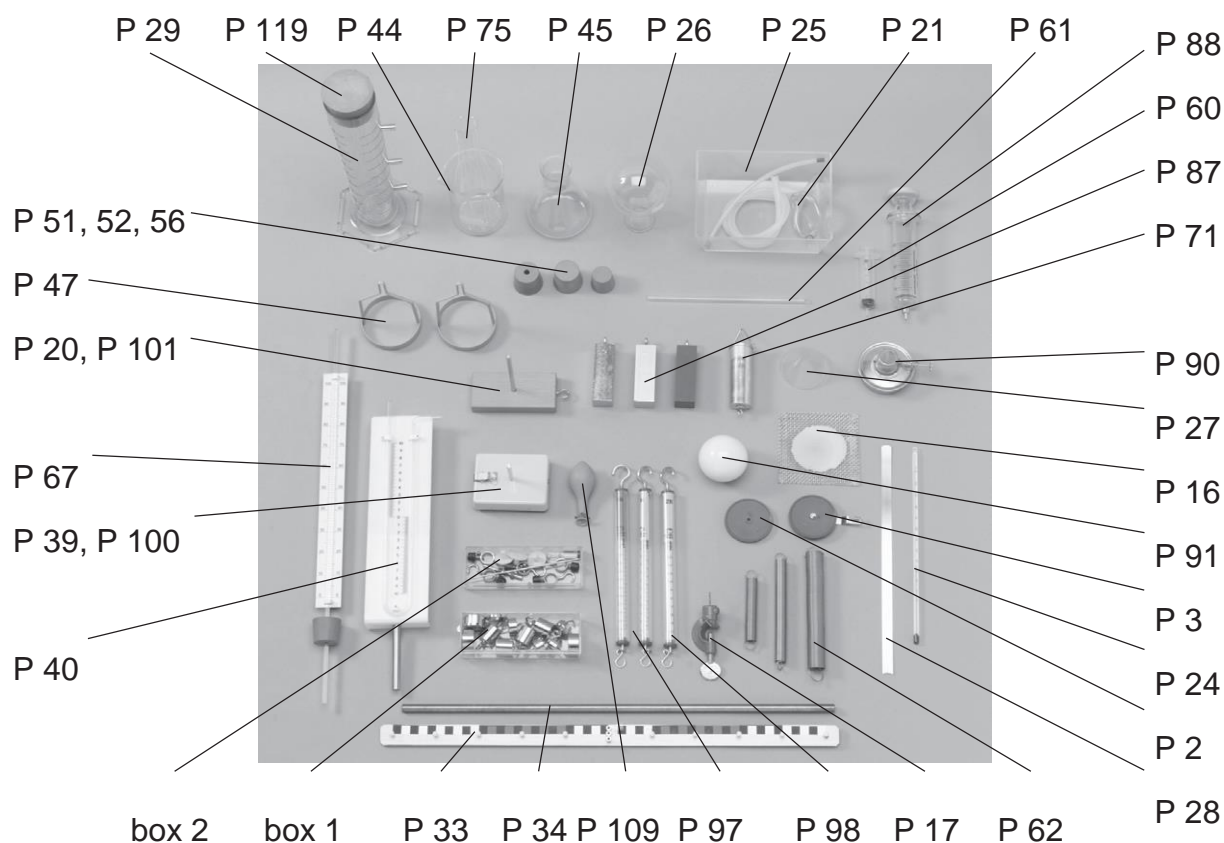 P 29 P 119 P 44 P 75 P 45 P 26 P 25 P 21 P 61
P 88
P 60
P 87
P 71
P 90
P 27
P 16
P 91
P 3
P 24
P 2
P 28
P 51, 52, 56
P 47
P 20, P 101
P 67
P 39, P 100
P 40
box 2 box 1 P 33 P 34 P 109 P 97 P 98 P 17 P 62